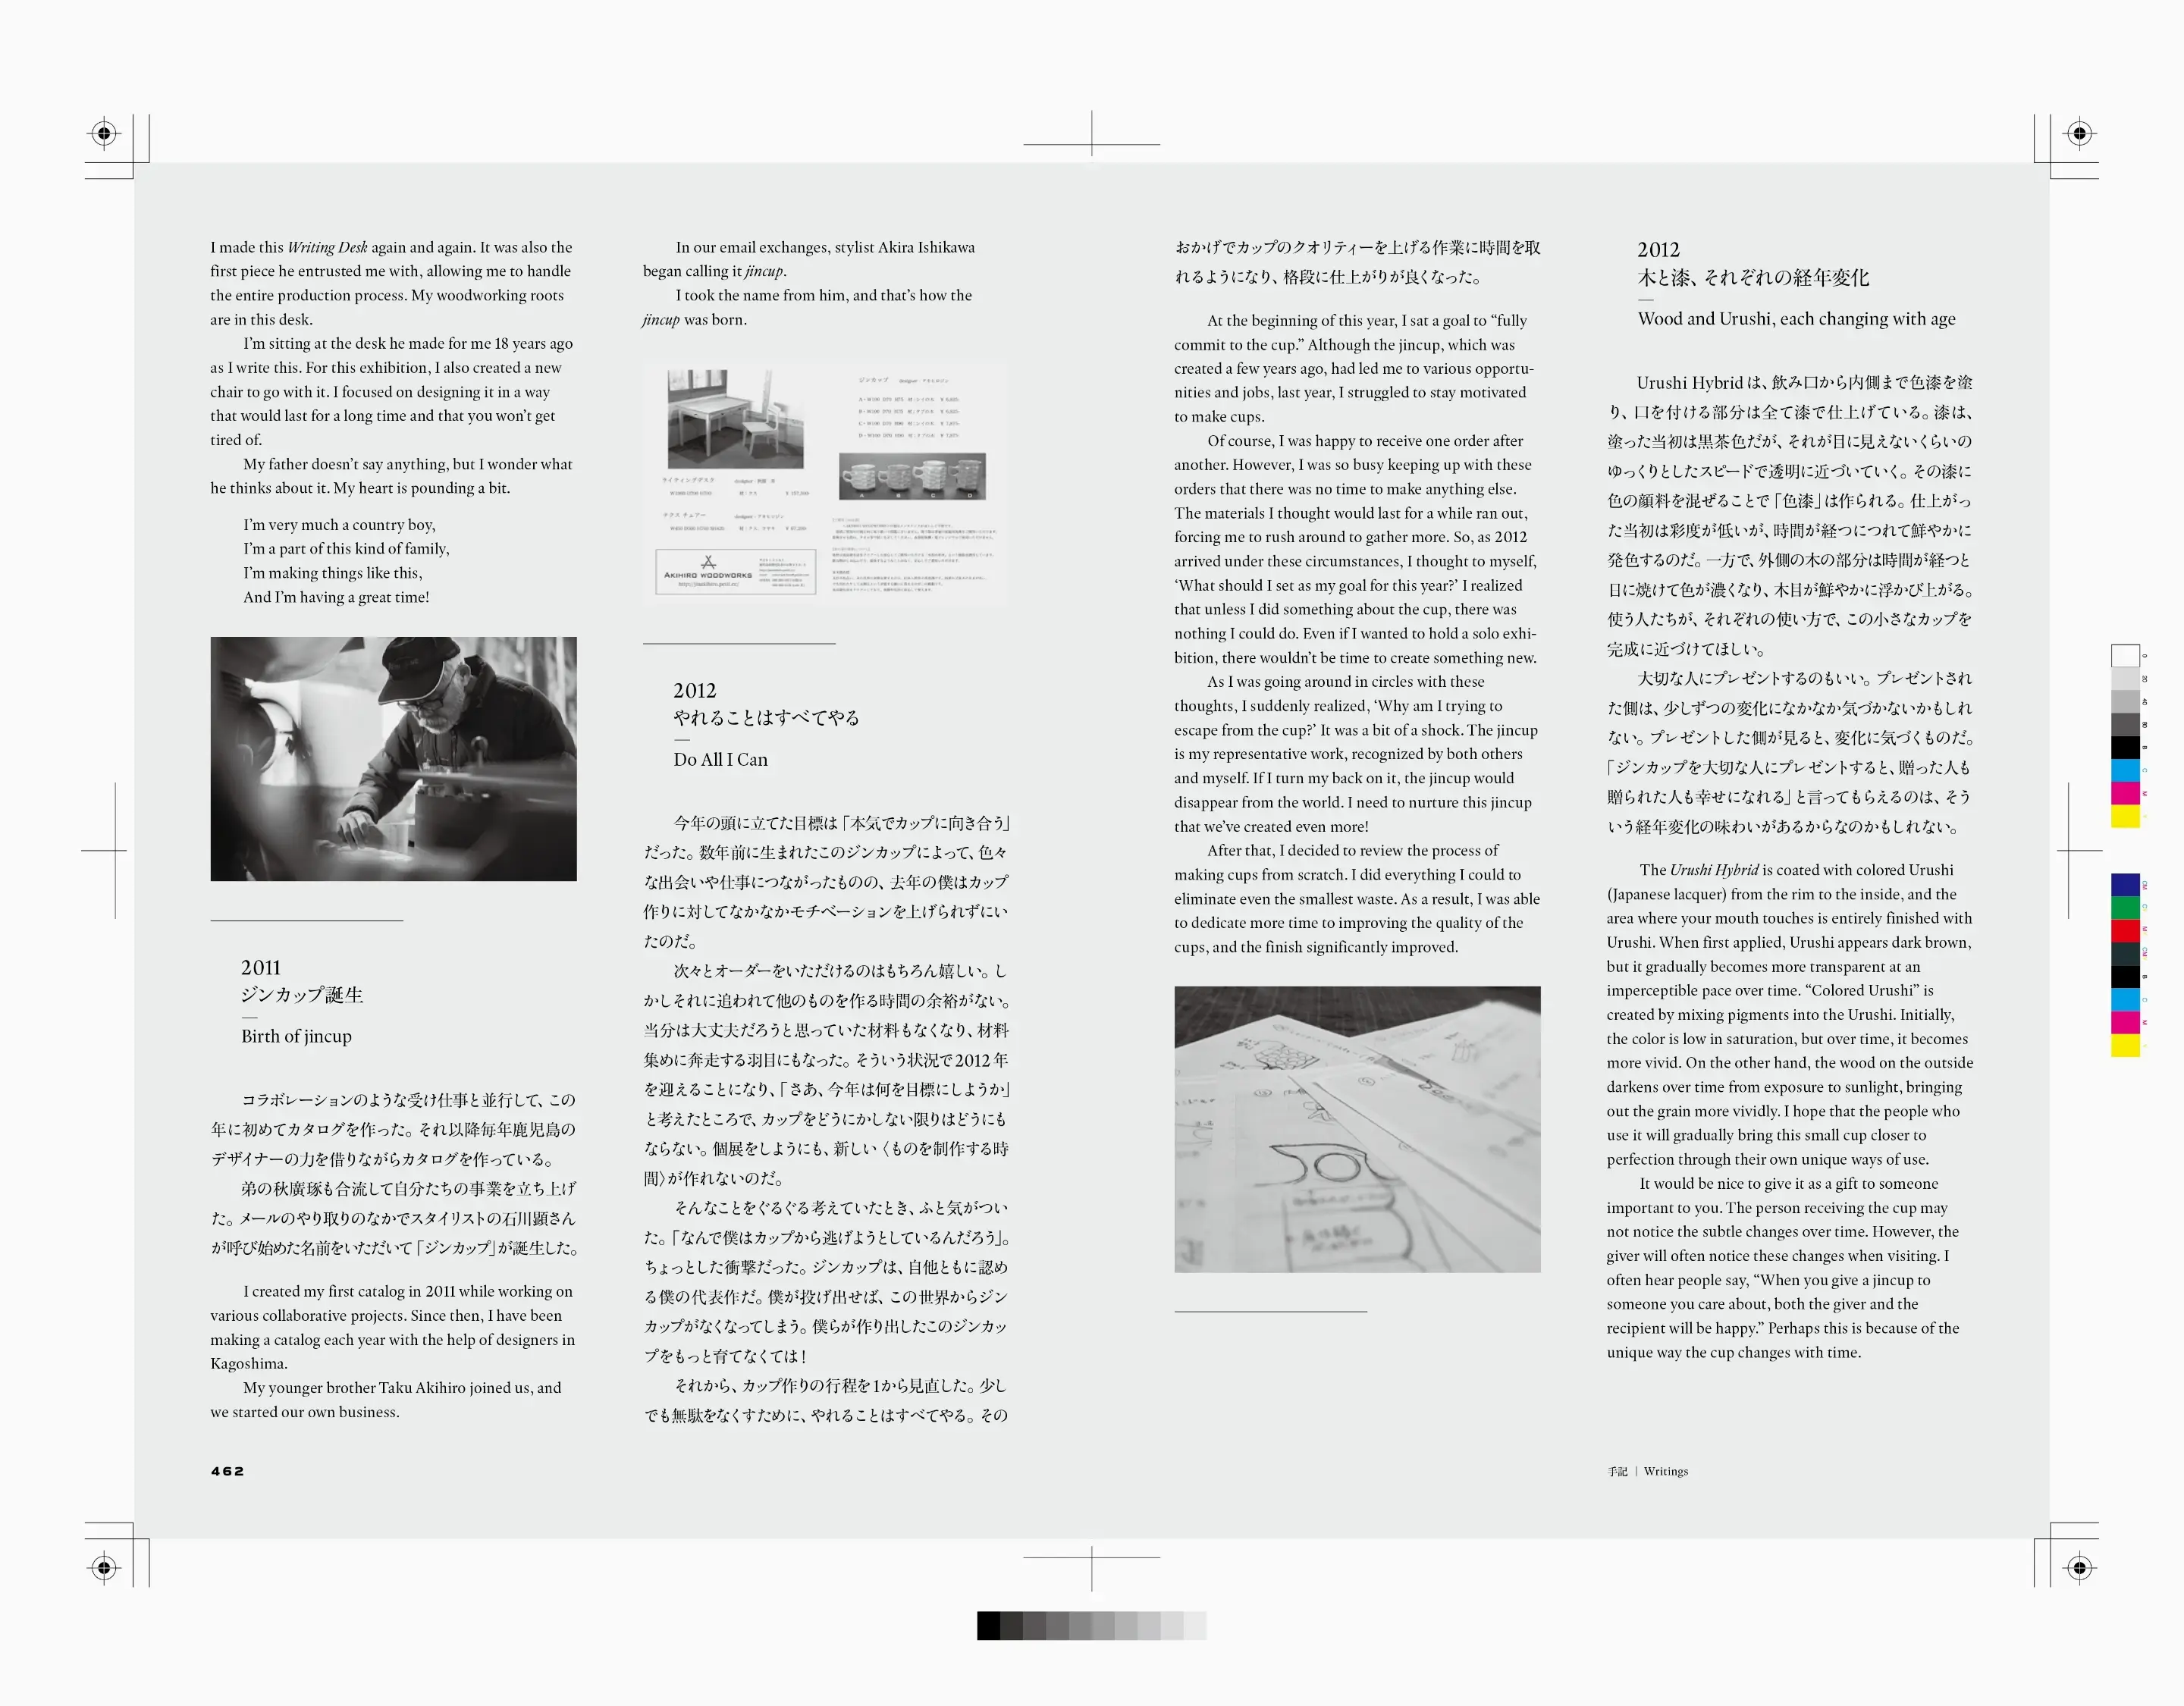 I made this Writing Desk again and again. It was also the
first piece he entrusted me with, allowing me to handle
the entire production process. My woodworking roots
are in this desk.
I’m sitting at the desk he made for me 18 years ago
as I write this. For this exhibition, I also created a new
chair to go with it. I focused on designing it in a way
that would last for a long time and that you won’t get
tired of.
My father doesn’t say anything, but I wonder what
he thinks about it. My heart is pounding a bit.
I’m very much a country boy,
I’m a part of this kind of family,
I’m making things like this,
And I’m having a great time!
2011
ジンカップ誕生
Birth of jincup
コラボレーションのような受け仕事と並行して、この
年に初めてカタログを作った。それ以降毎年鹿児島の
デザイナーの力を借りながらカタログを作っている。
弟の秋廣琢も合流して自分たちの事業を立ち上げ
た。メールのやり取りのなかでスタイリストの石川顕さん
が呼び始めた名前をいただいて「ジンカップ」が誕生した。
I created my first catalog in 2011 while working on
various collaborative projects. Since then, I have been
making a catalog each year with the help of designers in
Kagoshima.
My younger brother Taku Akihiro joined us, and
we started our own business.
462
In our email exchanges, stylist Akira Ishikawa
began calling it jincup.
I took the name from him, and that’s how the
jincup was born.
ジンカップ
ライティングデスク
AKIHIRO WOODWORKS
A B C D
2012
やれることはすべてやる
Do All I Can
今年の頭に立てた目標は「本気でカップに向き合う」
だった。数年前に生まれたこのジンカップによって、色々
な出会いや仕事につながったものの、去年の僕はカップ
作りに対してなかなかモチベーションを上げられずにい
たのだ。
次々とオーダーをいただけるのはもちろん嬉しい。し
かしそれに追われて他のものを作る時間の余裕がない。
当分は大丈夫だろうと思っていた材料もなくなり、材料
集めに奔走する羽目にもなった。そういう状況で2012年
を迎えることになり、「さあ、今年は何を目標にしようか」
と考えたところで、カップをどうにかしない限りはどうにも
ならない。個展をしようにも、新しい〈ものを制作する時
間〉が作れないのだ。
そんなことをぐるぐる考えていたとき、ふと気がつい
た。「なんで僕はカップから逃げようとしているんだろう」。
ちょっとした衝撃だった。ジンカップは、自他ともに認め
る僕の代表作だ。僕が投げ出せば、この世界からジン
カップがなくなってしまう。僕らが作り出したこのジンカッ
プをもっと育てなくては！
それから、カップ作りの行程を1から見直した。少し
でも無駄をなくすために、やれることはすべてやる。その
おかげでカップのクオリティーを上げる作業に時間を取
れるようになり、格段に仕上がりが良くなった。
At the beginning of this year, I sat a goal to “fully
commit to the cup.” Although the jincup, which was
created a few years ago, had led me to various opportu-
nities and jobs, last year, I struggled to stay motivated
to make cups.
Of course, I was happy to receive one order after
another. However, I was so busy keeping up with these
orders that there was no time to make anything else.
The materials I thought would last for a while ran out,
forcing me to rush around to gather more. So, as 2012
arrived under these circumstances, I thought to myself,
‘What should I set as my goal for this year?’ I realized
that unless I did something about the cup, there was
nothing I could do. Even if I wanted to hold a solo exhi-
bition, there wouldn’t be time to create something new.
As I was going around in circles with these
thoughts, I suddenly realized, ‘Why am I trying to
escape from the cup?’ It was a bit of a shock. The jincup
is my representative work, recognized by both others
and myself. If I turn my back on it, the jincup would
disappear from the world. I need to nurture this jincup
that we’ve created even more!
After that, I decided to review the process of
making cups from scratch. I did everything I could to
eliminate even the smallest waste. As a result, I was able
to dedicate more time to improving the quality of the
cups, and the finish significantly improved.
2012
木と漆、それぞれの経年変化
Wood and Urushi, each changing with age
Urushi Hybridは、飲み口から内側まで色漆を塗
り、口を付ける部分は全て漆で仕上げている。漆は、
塗った当初は黒茶色だが、それが目に見えないくらいの
ゆっくりとしたスピードで透明に近づいていく。その漆に
色の顔料を混ぜることで「色漆」は作られる。仕上がっ
た当初は彩度が低いが、時間が経つにつれて鮮やかに
発色するのだ。一方で、外側の木の部分は時間が経つと
日に焼けて色が濃くなり、木目が鮮やかに浮かび上がる。
使う人たちが、それぞれの使い方で、この小さなカップを
完成に近づけてほしい。
大切な人にプレゼントするのもいい。プレゼントされ
た側は、少しずつの変化になかなか気づかないかもしれ
ない。プレゼントした側が見ると、変化に気づくものだ。
「ジンカップを大切な人にプレゼントすると、贈った人も
贈られた人も幸せになれる」と言ってもらえるのは、そう
いう経年変化の味わいがあるからなのかもしれない。
The Urushi Hybrid is coated with colored Urushi
(Japanese lacquer) from the rim to the inside, and the
area where your mouth touches is entirely finished with
Urushi. When first applied, Urushi appears dark brown,
but it gradually becomes more transparent at an
imperceptible pace over time. “Colored Urushi” is
created by mixing pigments into the Urushi. Initially,
the color is low in saturation, but over time, it becomes
more vivid. On the other hand, the wood on the outside
darkens over time from exposure to sunlight, bringing
out the grain more vividly. I hope that the people who
use it will gradually bring this small cup closer to
perfection through their own unique ways of use.
It would be nice to give it as a gift to someone
important to you. The person receiving the cup may
not notice the subtle changes over time. However, the
giver will often notice these changes when visiting. I
often hear people say, “When you give a jincup to
someone you care about, both the giver and the
recipient will be happy.” Perhaps this is because of the
unique way the cup changes with time.
手記 | Writings